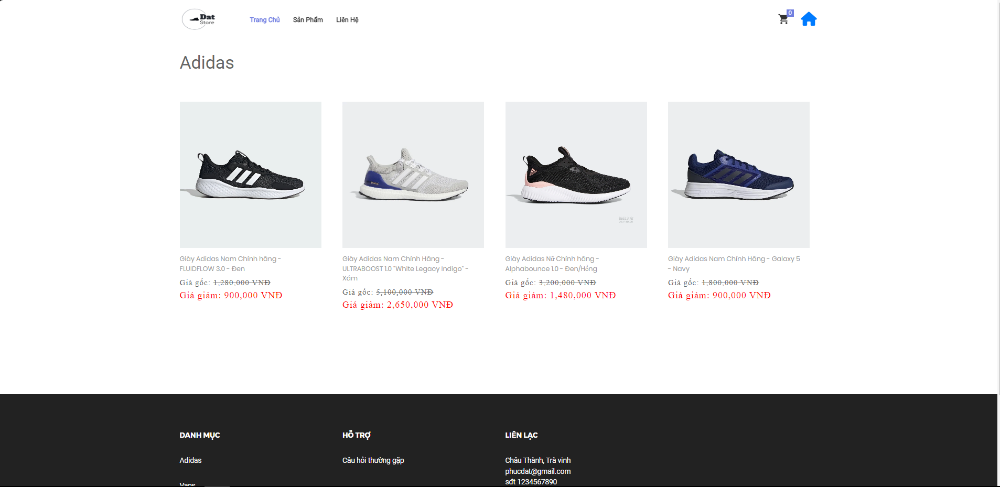 Dat
Store
Trang Chủ
Sản Phẩm
Liên Hệ
0
Adidas
Giày Adidas Nam Chính hãng -
FLUIDFLOW 3.0 - Đen
Giá gốc: 1,280,000 VNĐ
Giá giảm: 900,000 VNĐ
Giày Adidas Nam Chính Hãng -
ULTRABOOST 1.0 "White Legacy Indigo" -
Xám
Giá gốc: 5,100,000 VNĐ
Giá giảm: 2,650,000 VNĐ
Giày Adidas Nữ Chính hãng -
Alphabounce 1.0 - Đen/Hồng
Giá gốc: 3,200,000 VNĐ
Giá giảm: 1,480,000 VNĐ
Giày Adidas Nam Chính Hãng - Galaxy 5
- Navy
Giá gốc: 1,800,000 VNĐ
Giá giảm: 900,000 VNĐ
DANH MỤC
Adidas
Vans
HỖ TRỢ
Câu hỏi thường gặp
LIÊN LẠC
Châu Thành, Trà vinh
phucdat@gmail.com
sđt 1234567890